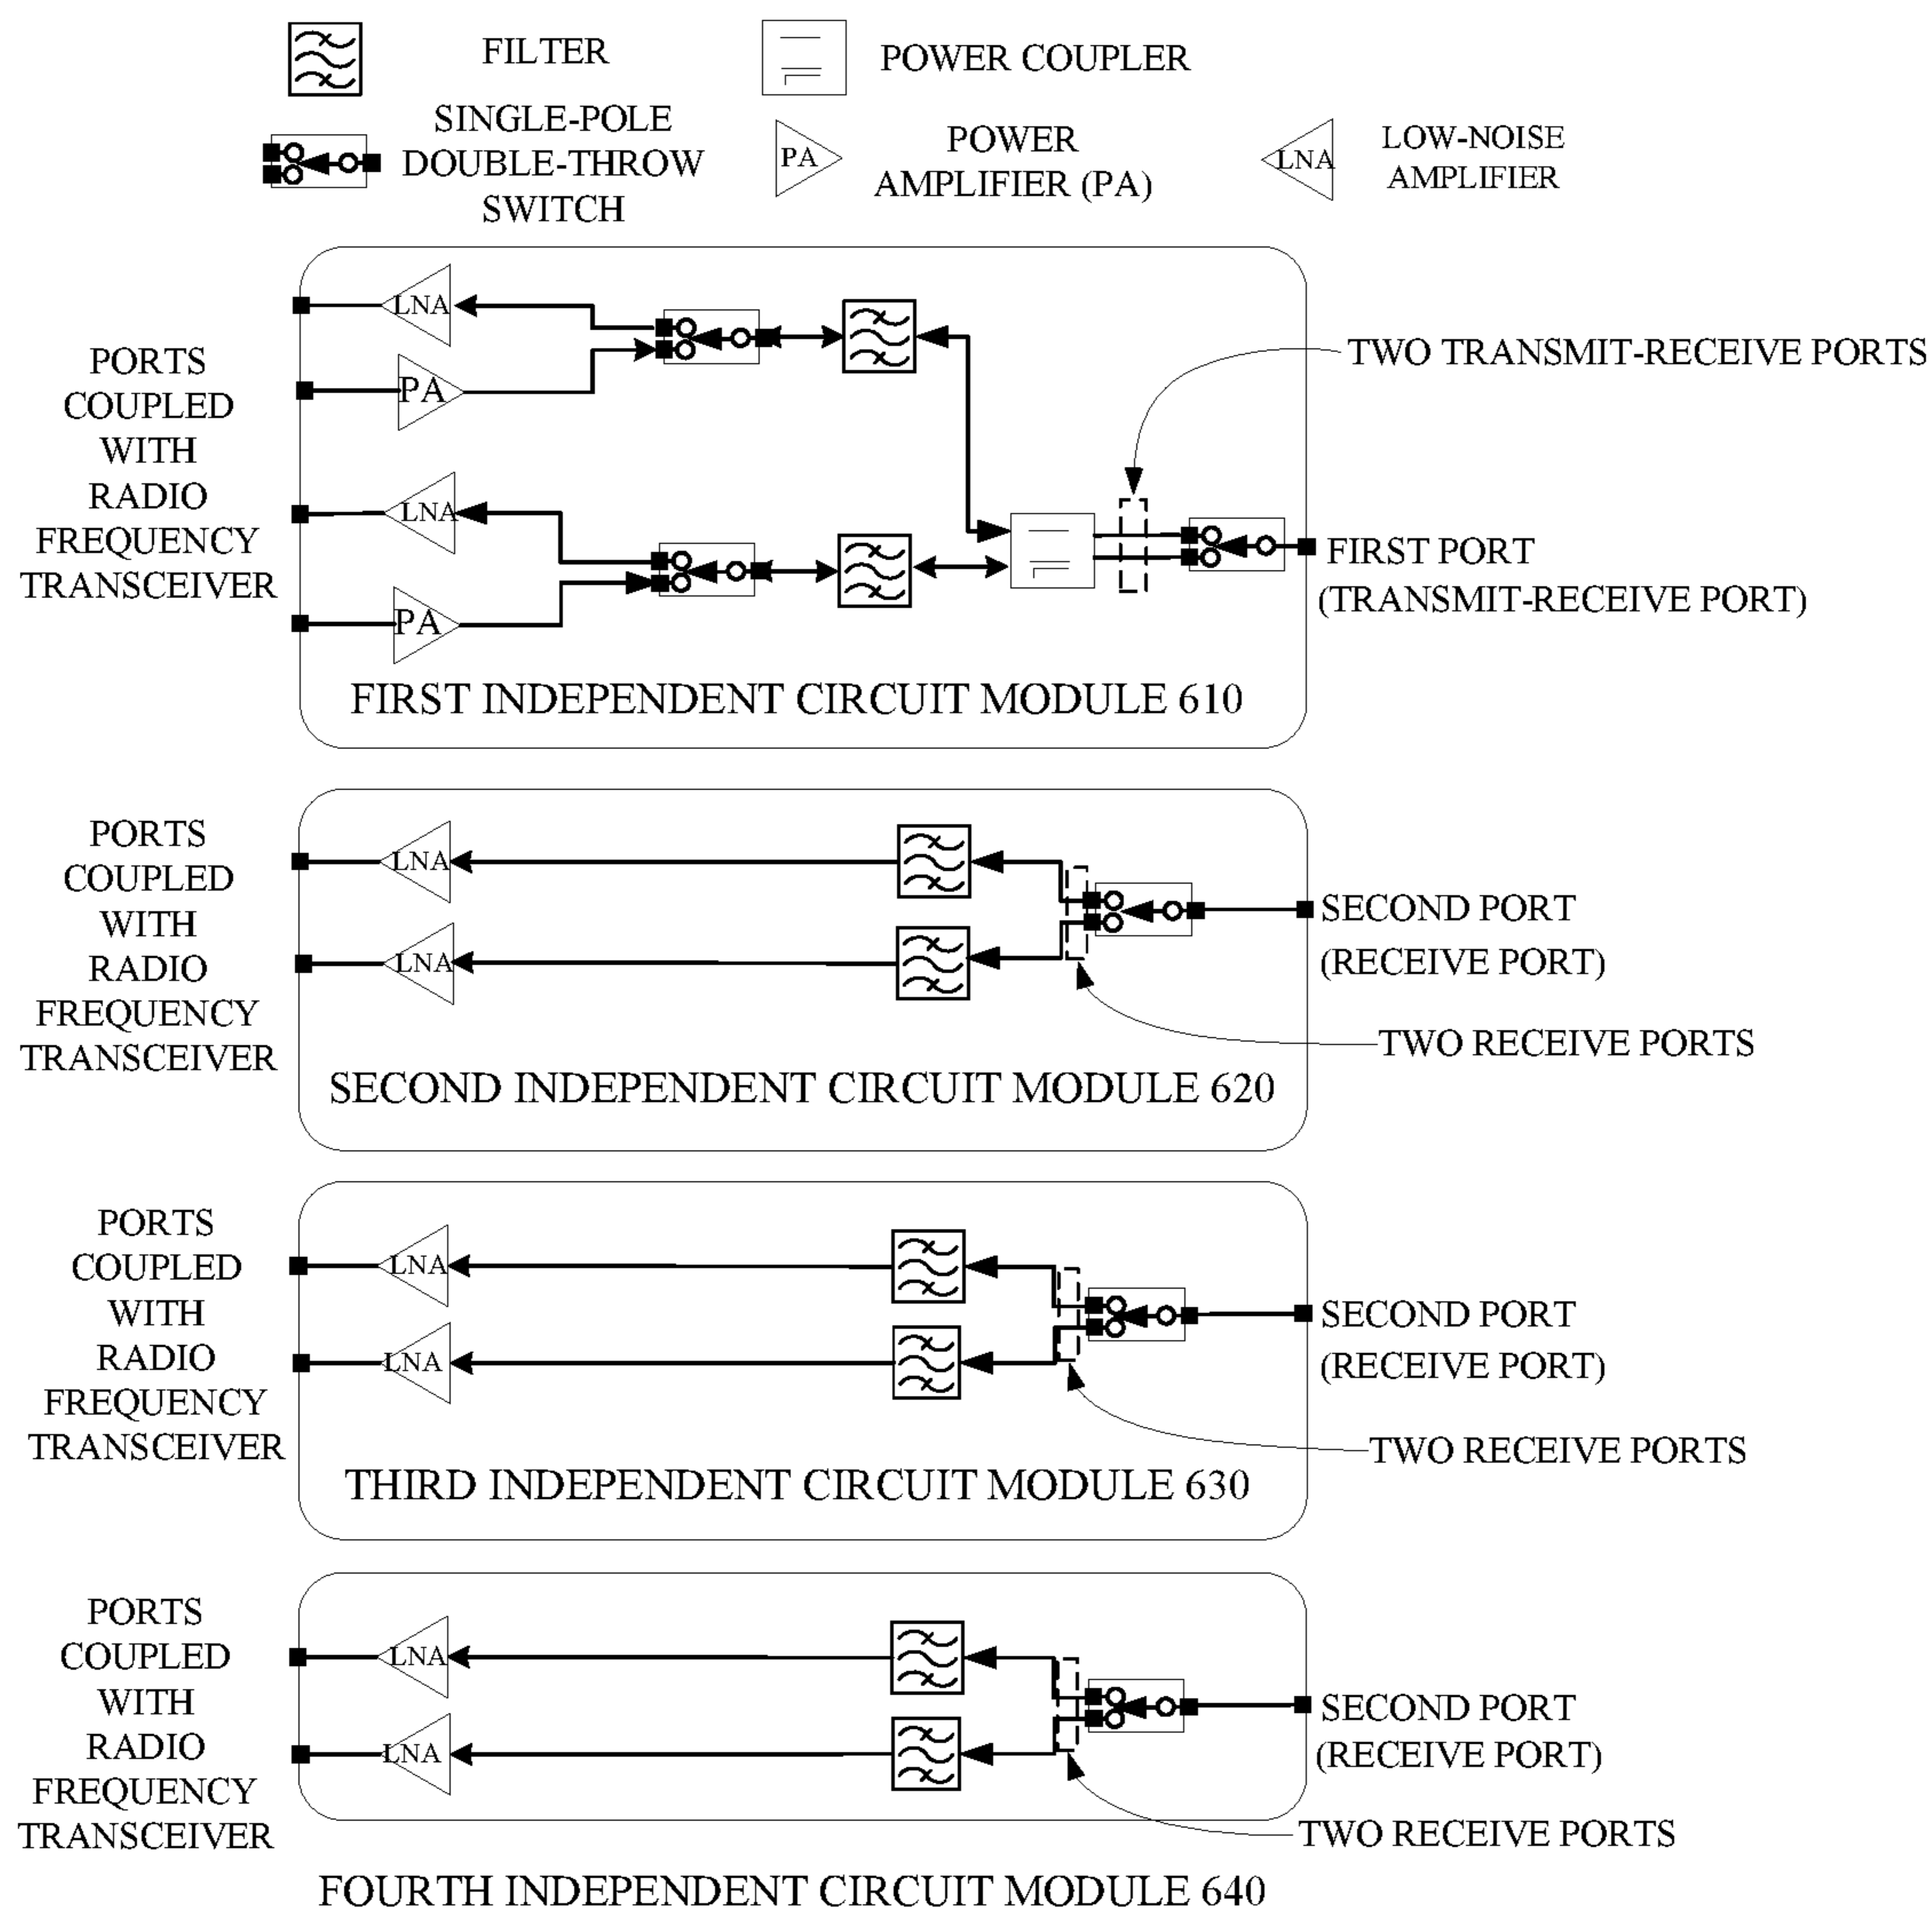 FILTER
POWER COUPLER
SINGLE-POLE
DOUBLE-THROW
SWITCH
PA
POWER
AMPLIFIER (PA)
LNA
LOW-NOISE
AMPLIFIER
PORTS
COUPLED
WITH
RADIO
FREQUENCY
TRANSCEIVER
LNA
PA
LNA
PA
TWO TRANSMIT-RECEIVE PORTS
FIRST PORT
(TRANSMIT-RECEIVE PORT)
FIRST INDEPENDENT CIRCUIT MODULE 610
PORTS
COUPLED
WITH
RADIO
FREQUENCY
TRANSCEIVER
LNA
LNA
SECOND PORT
(RECEIVE PORT)
TWO RECEIVE PORTS
SECOND INDEPENDENT CIRCUIT MODULE 620
PORTS
COUPLED
WITH
RADIO
FREQUENCY
TRANSCEIVER
LNA
LNA
SECOND PORT
(RECEIVE PORT)
TWO RECEIVE PORTS
THIRD INDEPENDENT CIRCUIT MODULE 630
PORTS
COUPLED
WITH
RADIO
FREQUENCY
TRANSCEIVER
LNA
LNA
SECOND PORT
(RECEIVE PORT)
TWO RECEIVE PORTS
FOURTH INDEPENDENT CIRCUIT MODULE 640